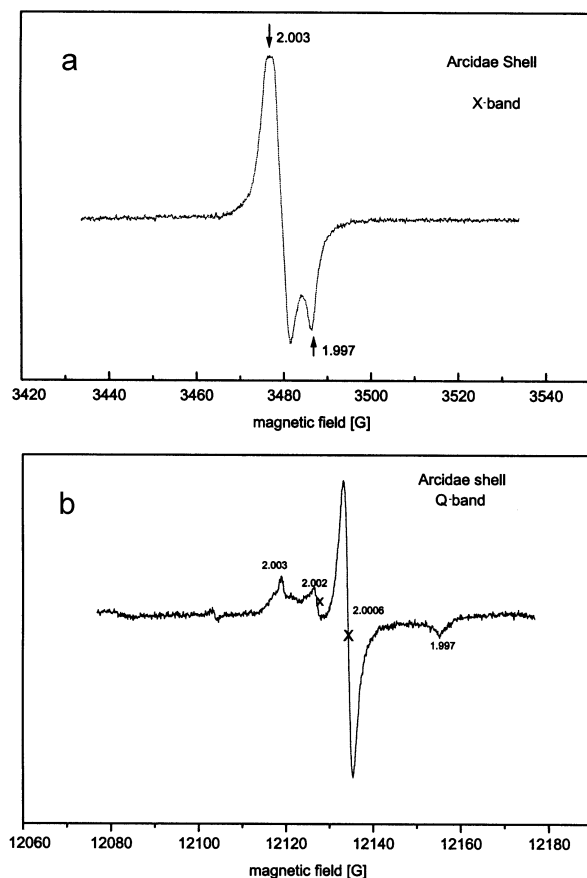 a
2.003
Arcidae Shell
X-band
1.997
3420 3440 3460 3480 3500 3520 3540
magnetic field [G]
b
Arcidae shell
Q-band
2.003
2.002
x
2.0006
X
1.997
12060 12080 12100 12120 12140 12160 12180
magnetic field [G]